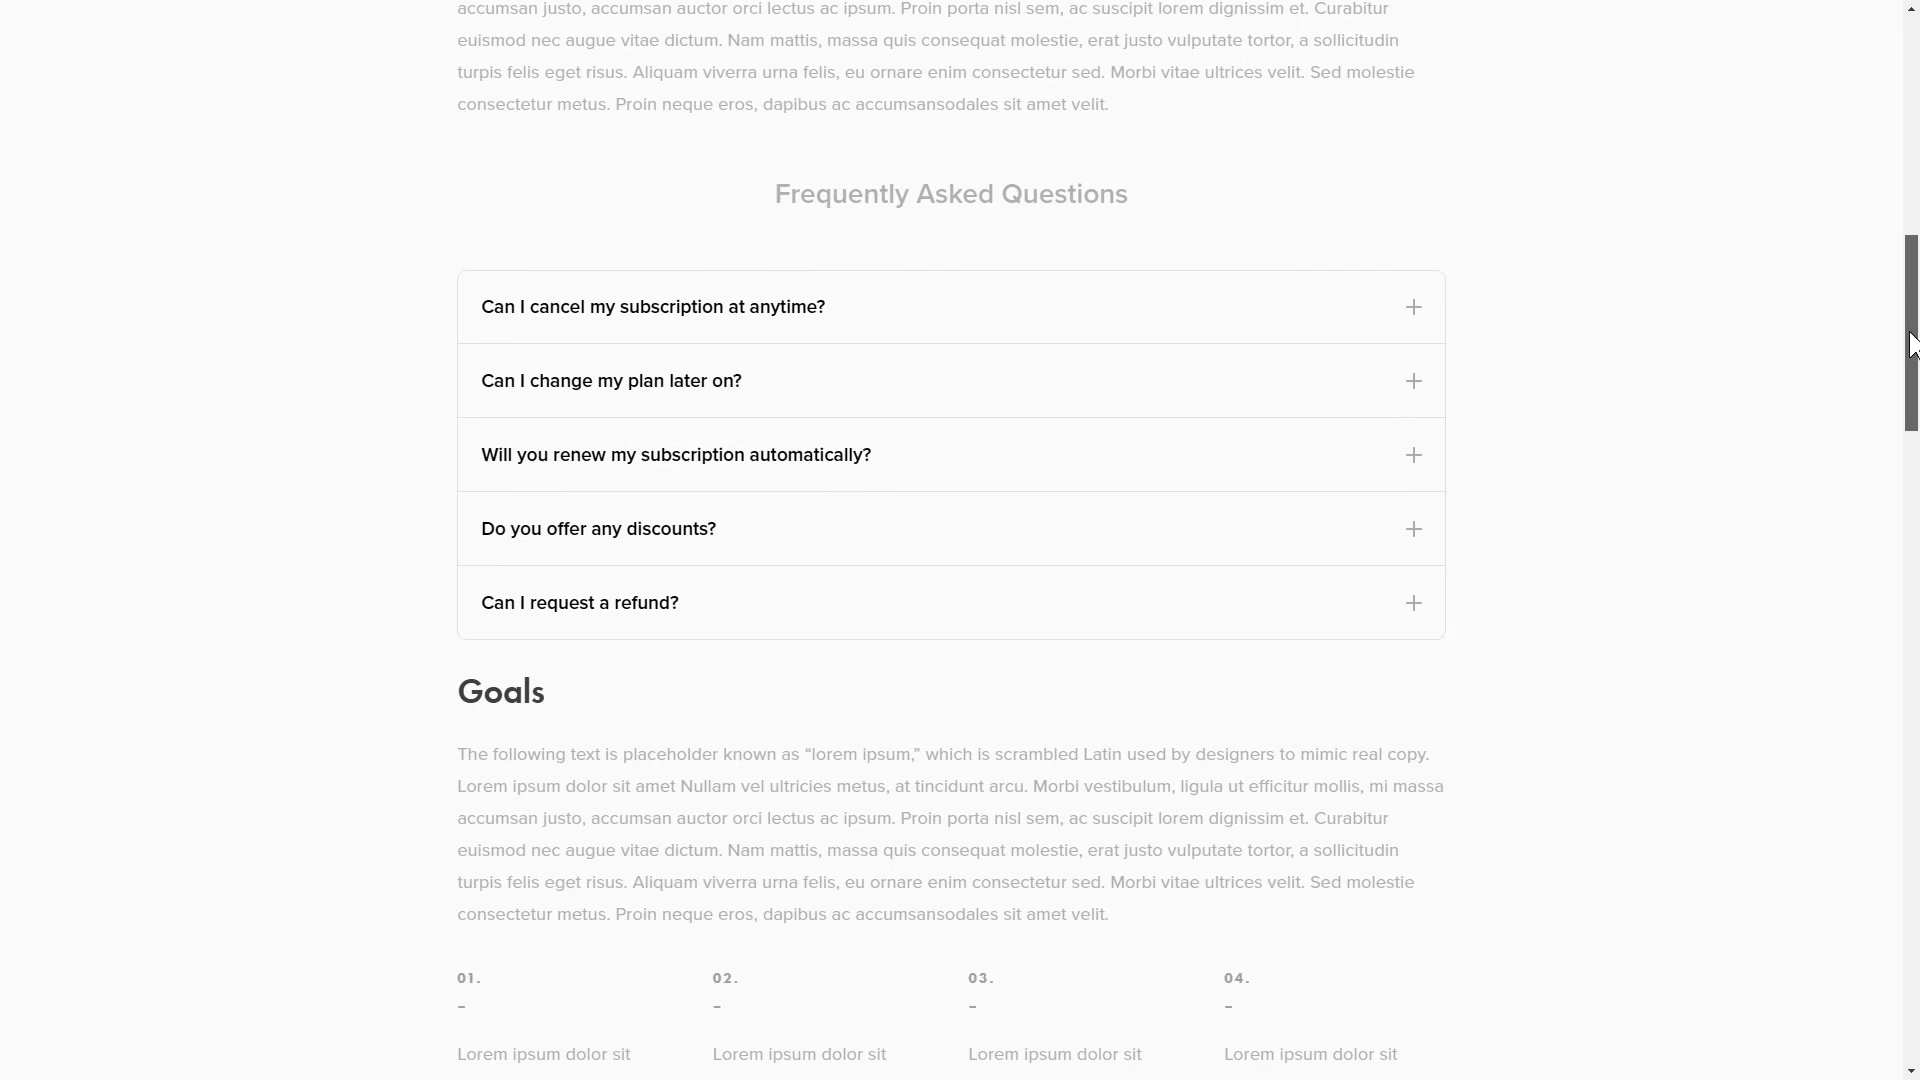 accumsan justo, accumsan auctor orci lectus ac ipsum. Proin porta nisl sem, ac suscipit lorem dignissim et. Curabitur
euismod nec augue vitae dictum. Nam mattis, massa quis consequat molestie, erat justo vulputate tortor, a sollicitudin
turpis felis eget risus. Aliquam viverra urna felis, eu ornare enim consectetur sed. Morbi vitae ultrices velit. Sed molestie
consectetur metus. Proin neque eros, dapibus ac accumsansodales sit amet velit.
Frequently Asked Questions
Can I cancel my subscription at anytime?
Can I change my plan later on?
Will you renew my subscription automatically?
Do you offer any discounts?
Can I request a refund?
Goals
The following text is placeholder known as “lorem ipsum,” which is scrambled Latin used by designers to mimic real copy.
Lorem ipsum dolor sit amet Nullam vel ultricies metus, at tincidunt arcu. Morbi vestibulum, ligula ut efficitur mollis, mi massa
accumsan justo, accumsan auctor orci lectus ac ipsum. Proin porta nisl sem, ac suscipit lorem dignissim et. Curabitur
euismod nec augue vitae dictum. Nam mattis, massa quis consequat molestie, erat justo vulputate tortor, a sollicitudin
turpis felis eget risus. Aliquam viverra urna felis, eu ornare enim consectetur sed. Morbi vitae ultrices velit. Sed molestie
consectetur metus. Proin neque eros, dapibus ac accumsansodales sit amet velit.
01. 02. 03. 04.
– – – –
Lorem ipsum dolor sit Lorem ipsum dolor sit Lorem ipsum dolor sit Lorem ipsum dolor sit